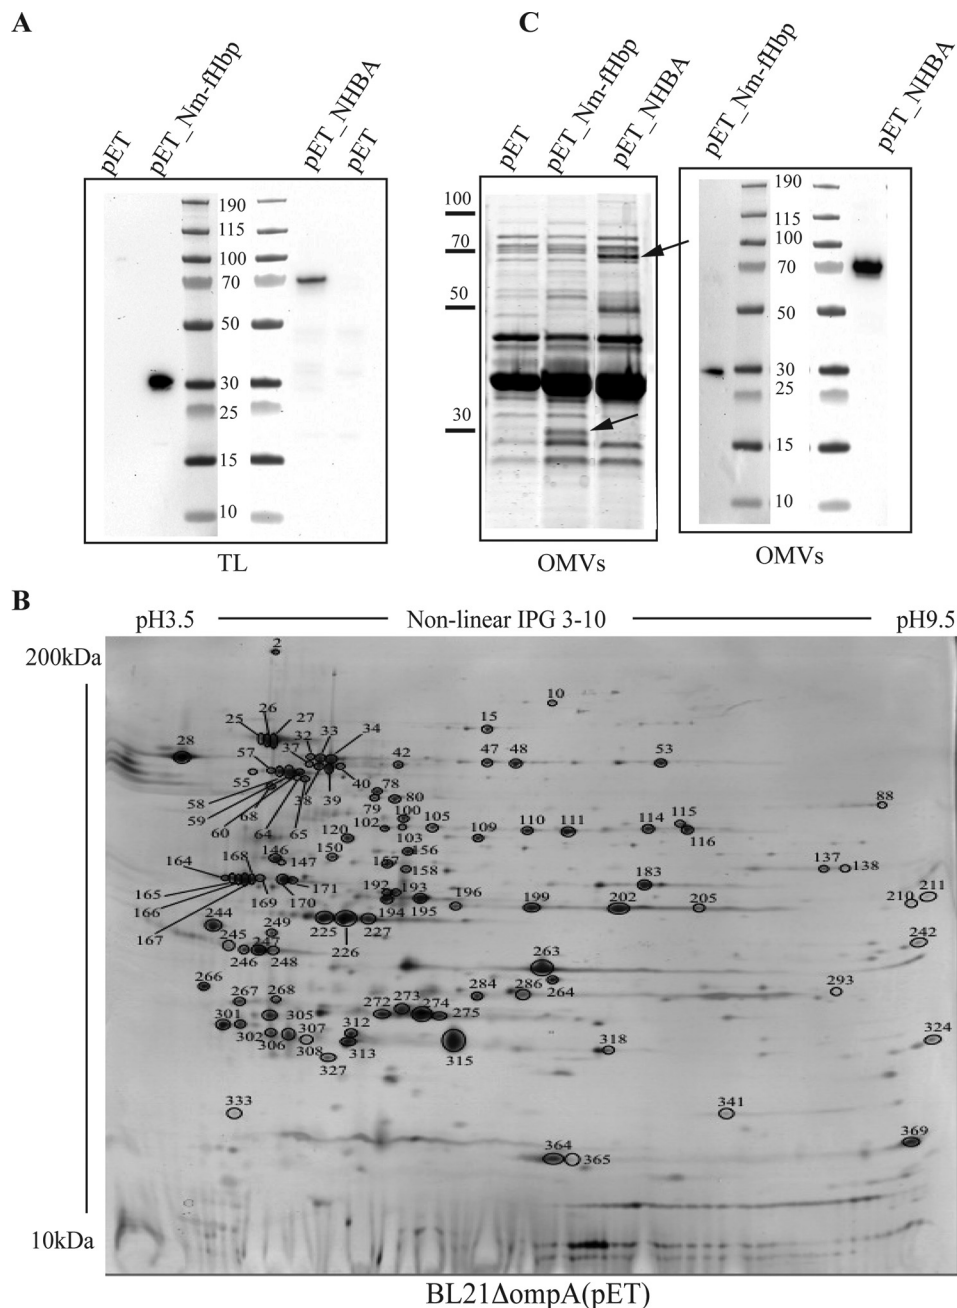 A
pET
pET_Nm-fHbp
pET_NHBA
pET
190
115
100
70
50
30
25
15
10
TL
C
pET
pET_Nm-fHbp
pET_NHBA
100
70
50
30
OMVs
pET_Nm-fHbp
pET_NHBA
190
115
100
70
50
30
25
15
10
OMVs
B
pH3.5 Non-linear IPG 3-10 pH9.5
200kDa
2
10
15
25 26 27 32 33 34
28 37 42 47 48 53
57 55 40
58 59 60 68 64 65 38 39
78 79 80 88
100 102 105 103 109 110 111 114 115 116
120 146 147 150 156 157 158 137 138
164 168 165 166 167 169 170 171
192 193 194 195 196 183 199 202 205 210 211
244 245 249 246 247 248 225 226 227 242
263 264
266 267 268 284 286 293
272 273 274 275
301 302 305 306 307 308 312 313 315 318 324
327
333 341
364 365 369
10kDa
BL21ΔompA(pET)